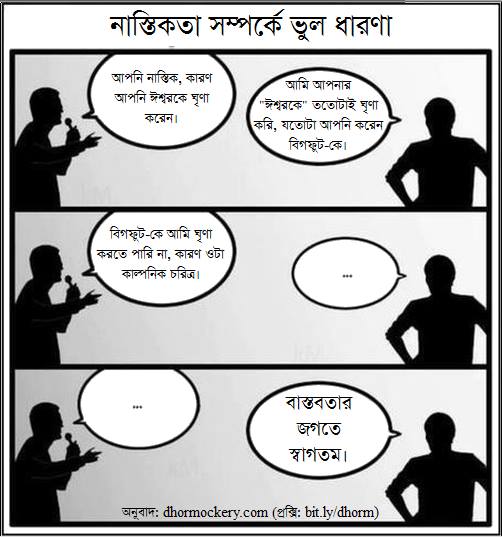 নাস্তিকতা সম্পর্কে ভুল ধারণা
আপনি নাস্তিক, কারণ
আপনি ঈশ্বরকে ঘৃণা
করেন।
আমি আপনার
"ঈশ্বরকে" ততোটাই ঘৃণা
করি, যতোটা আপনি করেন
বিগফুট-কে।
বিগফুট-কে আমি ঘৃণা
করতে পারি না, কারণ ওটা
কাল্পনিক চরিত্র।
...
...
বাস্তবতার
জগতে
স্বাগতম।
অনুবাদ: dhormockery.com (প্রক্সি: bit.ly/dhorm)